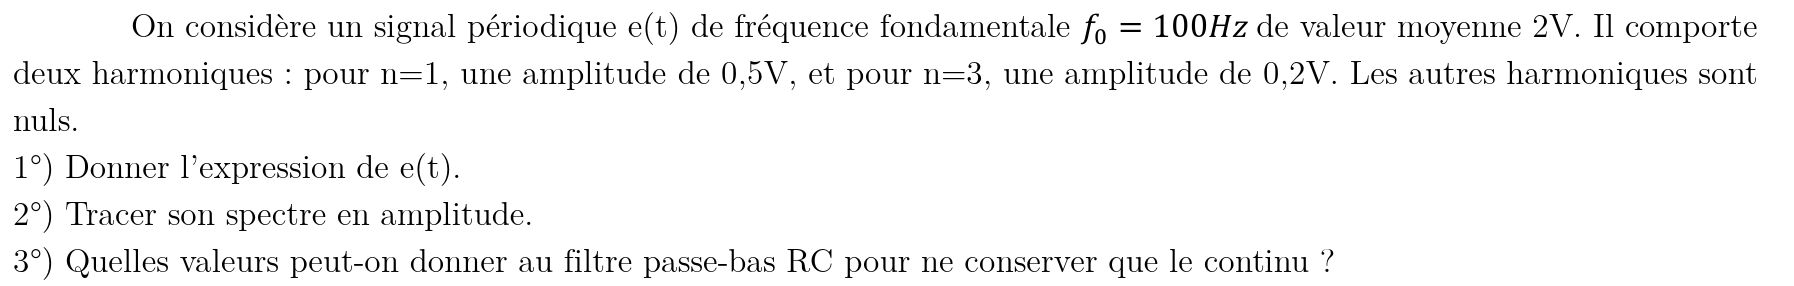 On considère un signal périodique e(t) de fréquence fondamentale f₀ = 100Hz de valeur moyenne 2V. Il comporte
deux harmoniques : pour n=1, une amplitude de 0,5V, et pour n=3, une amplitude de 0,2V. Les autres harmoniques sont
nuls.
1°) Donner l'expression de e(t).
2°) Tracer son spectre en amplitude.
3°) Quelles valeurs peut-on donner au filtre passe-bas RC pour ne conserver que le continu ?